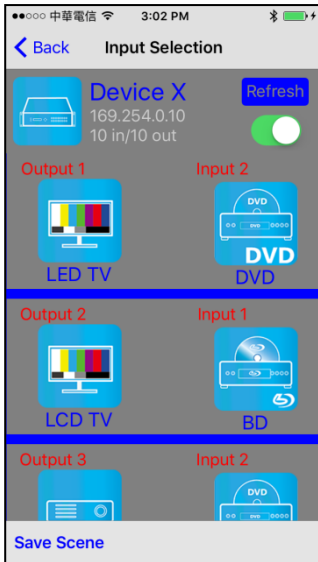 中華電信 3:02 PM
Back Input Selection
Device X Refresh
169.254.0.10
10 in/10 out
Output 1 Input 2
DVD
DVD
LED TV DVD
Output 2 Input 1
LCD TV BD
Output 3 Input 2
DVD
Save Scene